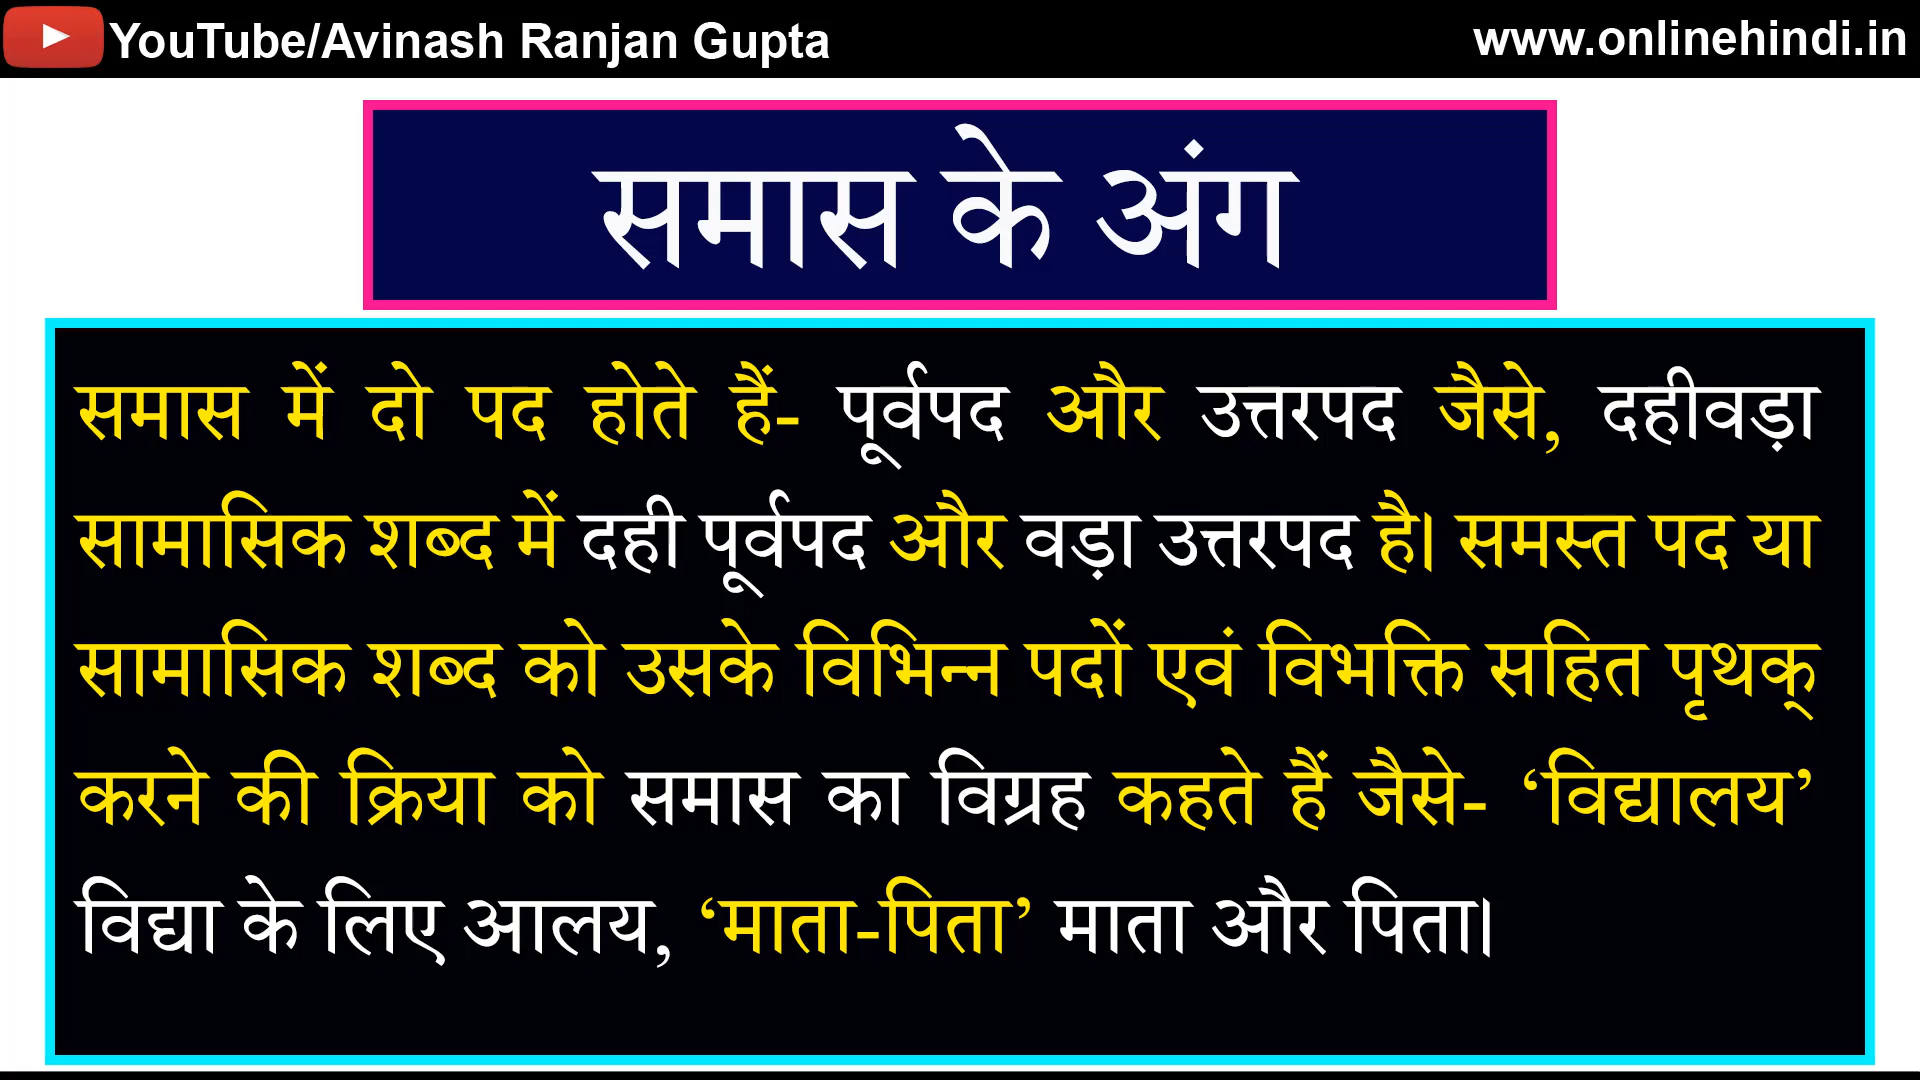 YouTube/Avinash Ranjan Gupta
www.onlinehindi.in
समास के अंग
समास में दो पद होते हैं- पूर्वपद और उत्तरपद जैसे, दहीवड़ा
सामासिक शब्द में दही पूर्वपद और वड़ा उत्तरपद है। समस्त पद या
सामासिक शब्द को उसके विभिन्न पदों एवं विभक्ति सहित पृथक्
करने की क्रिया को समास का विग्रह कहते हैं जैसे- ‘विद्यालय’
विद्या के लिए आलय, ‘माता-पिता’ माता और पिता।